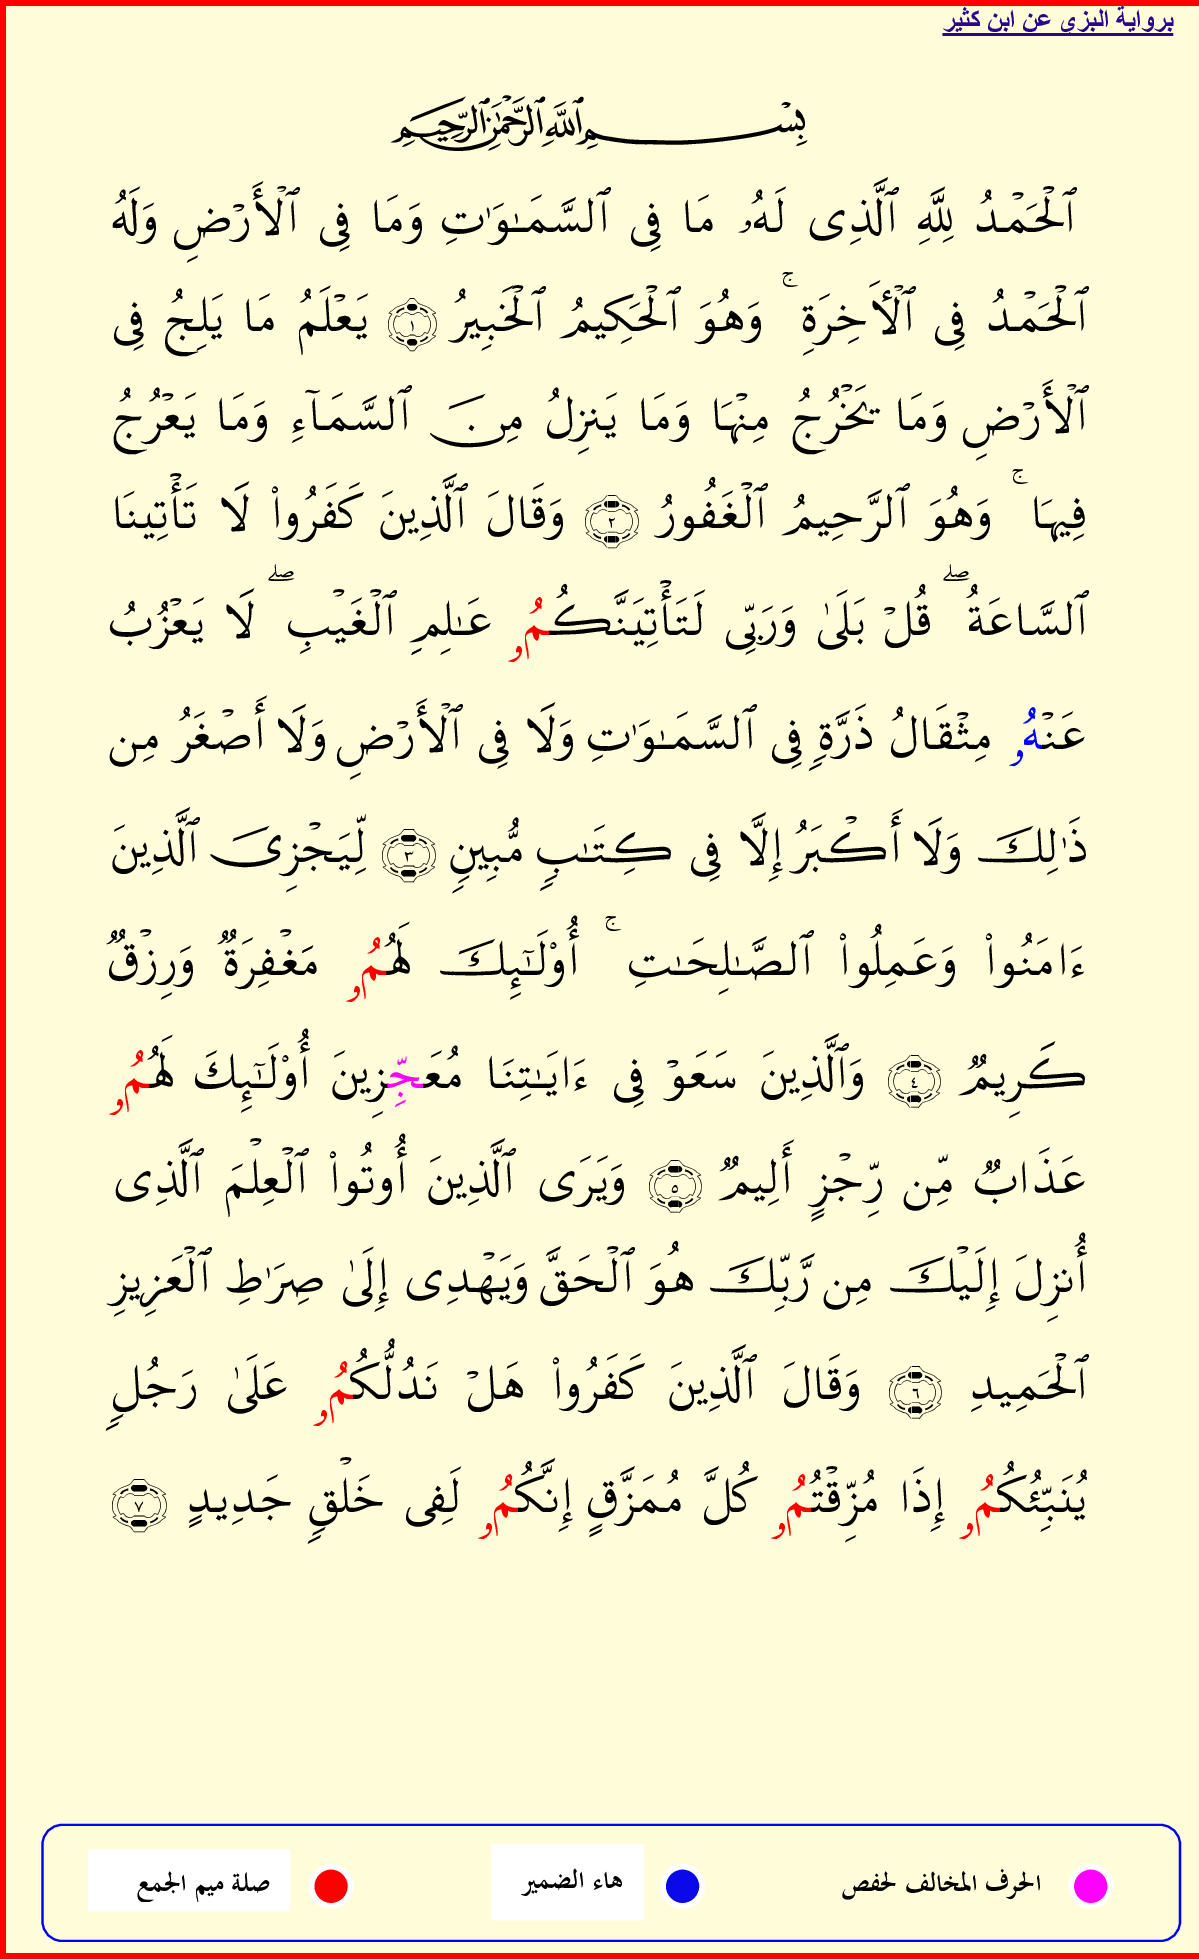 برواية البزي عن ابن كثير
بِسْمِ ٱللَّهِ ٱلرَّحْمَٰنِ ٱلرَّحِيمِ
ٱلْحَمْدُ لِلَّهِ ٱلَّذِى لَهُۥ مَا فِى ٱلسَّمَـٰوَٰتِ وَمَا فِى ٱلْأَرْضِ وَلَهُ
ٱلْحَمْدُ فِى ٱلْأَخِرَةِ ۚ وَهُوَ ٱلْحَكِيمُ ٱلْخَبِيرُ ١ يَعْلَمُ مَا يَلِجُ فِى
ٱلْأَرْضِ وَمَا يَخْرُجُ مِنْهَا وَمَا يَنزِلُ مِنَ ٱلسَّمَآءِ وَمَا يَعْرُجُ
فِيهَا ۚ وَهُوَ ٱلرَّحِيمُ ٱلْغَفُورُ ٢ وَقَالَ ٱلَّذِينَ كَفَرُوا۟ لَا تَأْتِينَا
ٱلسَّاعَةُ ۖ قُلْ بَلَىٰ وَرَبِّى لَتَأْتِيَنَّكُمُۥ عَـٰلِمِ ٱلْغَيْبِ ۖ لَا يَعْزُبُ
عَنْهُۥ مِثْقَالُ ذَرَّةٍ فِى ٱلسَّمَـٰوَٰتِ وَلَا فِى ٱلْأَرْضِ وَلَا أَصْغَرُ مِن
ذَٰلِكَ وَلَا أَكْبَرُ إِلَّا فِى كِتَـٰبٍ مُّبِينٍ ٣ لِّيَجْزِىَ ٱلَّذِينَ
ءَامَنُوا۟ وَعَمِلُوا۟ ٱلصَّـٰلِحَـٰتِ ۚ أُوْلَـٰٓئِكَ لَهُمُۥ مَغْفِرَةٌ وَرِزْقٌ
كَرِيمٌ ٤ وَٱلَّذِينَ سَعَوْ فِى ءَايَـٰتِنَا مُعَجِّزِينَ أُوْلَـٰٓئِكَ لَهُمُۥ
عَذَابٌ مِّن رِّجْزٍ أَلِيمٌ ٥ وَيَرَى ٱلَّذِينَ أُوتُوا۟ ٱلْعِلْمَ ٱلَّذِى
أُنزِلَ إِلَيْكَ مِن رَّبِّكَ هُوَ ٱلْحَقَّ وَيَهْدِى إِلَىٰ صِرَٰطِ ٱلْعَزِيزِ
ٱلْحَمِيدِ ٦ وَقَالَ ٱلَّذِينَ كَفَرُوا۟ هَلْ نَدُلُّكُمُۥ عَلَىٰ رَجُلٍ
يُنَبِّئُكُمُۥ إِذَا مُزِّقْتُمُۥ كُلَّ مُمَزَّقٍ إِنَّكُمُۥ لَفِى خَلْقٍ جَدِيدٍ ٧
الحرف المخالف لحفص
هاء الضمير
صلة ميم الجمع